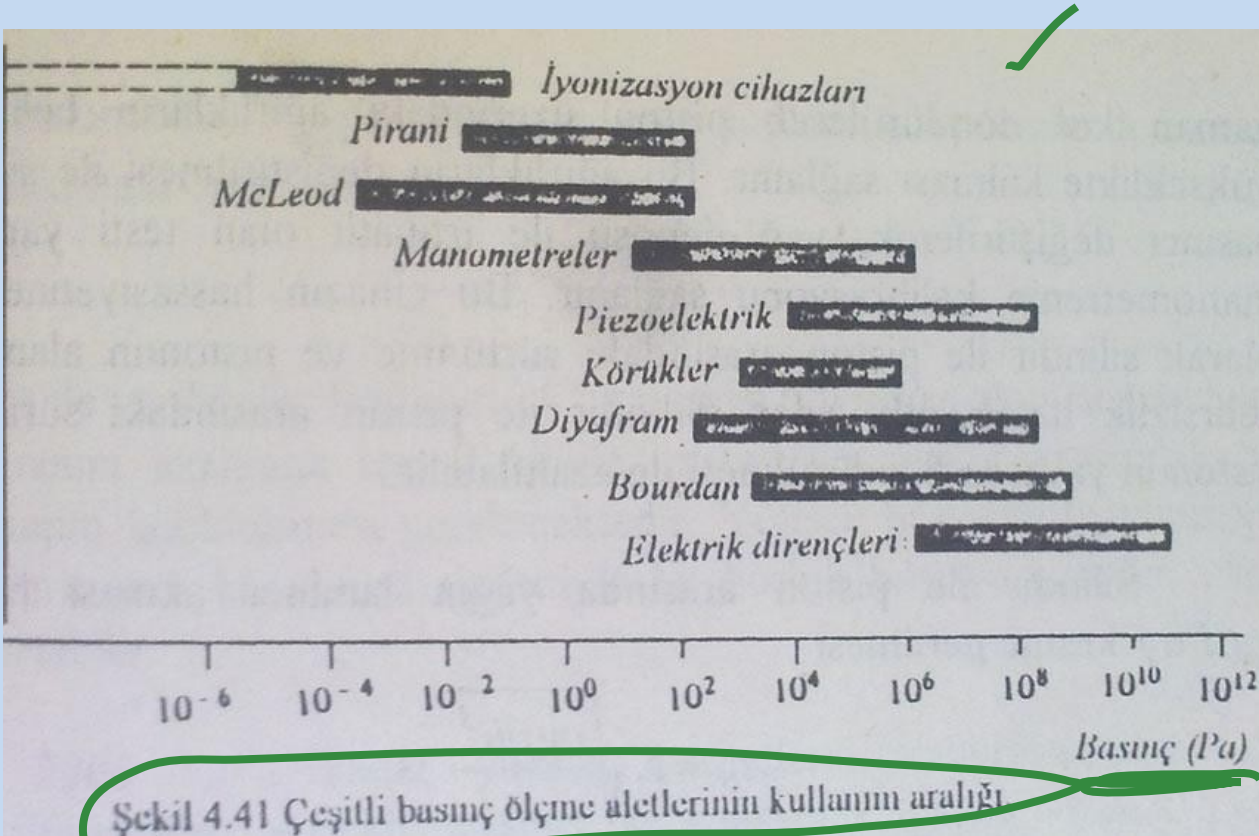 İyonizasyon cihazları
Pirani
McLeod
Manometreler
Piezoelektrik
Körükler
Diyafram
Bourdan
Elektrik dirençleri
10⁻⁶ 10⁻⁴ 10⁻² 10⁰ 10² 10⁴ 10⁶ 10⁸ 10¹⁰ 10¹²
Basınç (Pa)
Şekil 4.41 Çeşitli basınç ölçme aletlerinin kullanım aralığı.